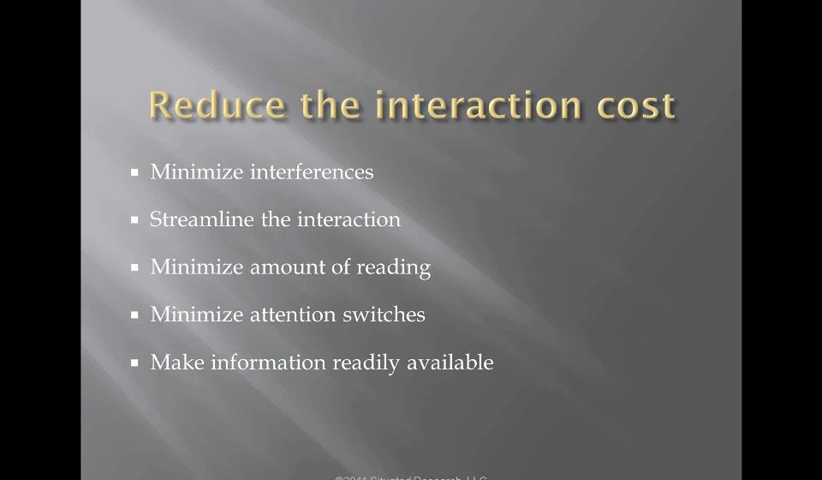 Reduce the interaction cost
Minimize interferences
Streamline the interaction
Minimize amount of reading
Minimize attention switches
Make information readily available